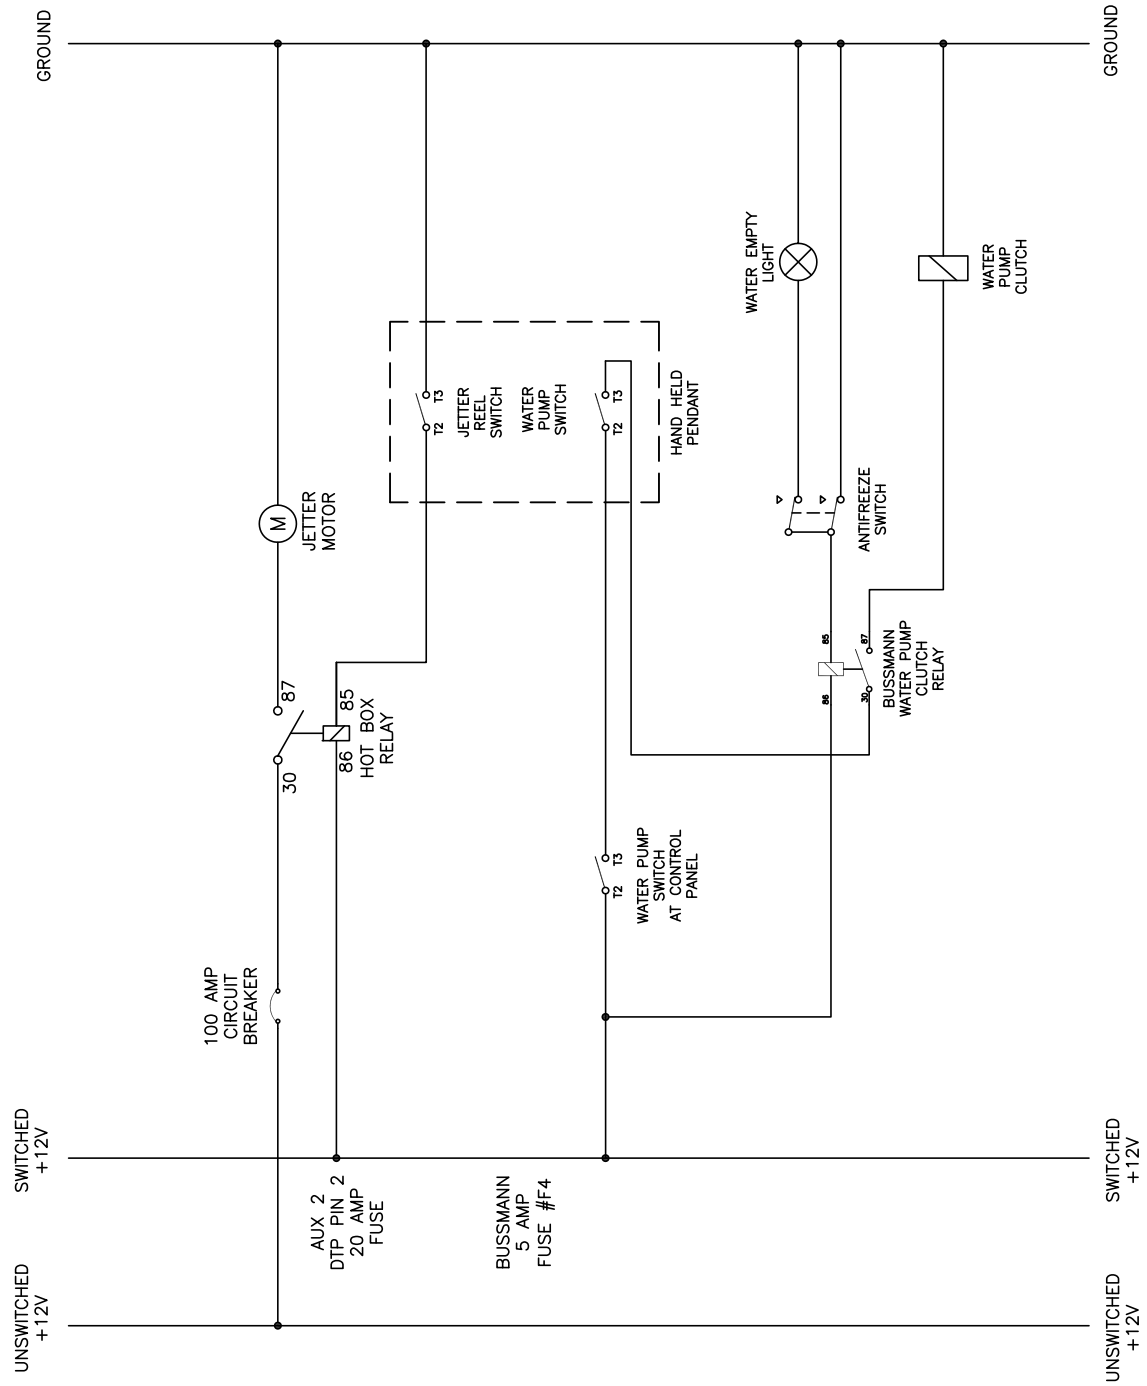 UNSWITCHED
+12V
SWITCHED
+12V
GROUND
100 AMP
CIRCUIT
BREAKER
30
87
M
JETTER
MOTOR
AUX 2
DTP PIN 2
20 AMP
FUSE
86
85
HOT BOX
RELAY
T2
T3
JETTER
REEL
SWITCH
WATER
PUMP
SWITCH
T2
T3
HAND HELD
PENDANT
BUSSMANN
5 AMP
FUSE #F4
T2
T3
WATER PUMP
SWITCH
AT CONTROL
PANEL
WATER EMPTY
LIGHT
ANTIFREEZE
SWITCH
86
85
30
87
BUSSMANN
WATER PUMP
CLUTCH
RELAY
WATER
PUMP
CLUTCH
UNSWITCHED
+12V
SWITCHED
+12V
GROUND